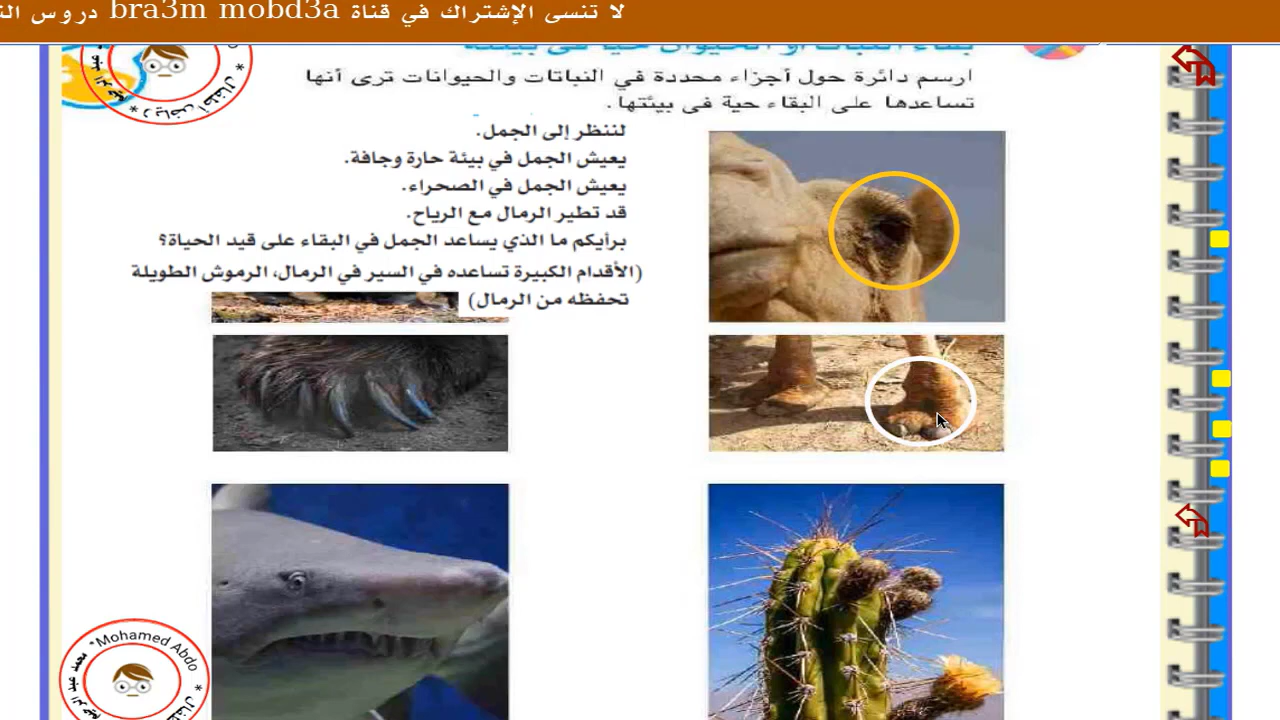 لا تنسى الإشتراك في قناة bra3m mobd3a دروس
ارسم دائرة حول أجزاء محددة في النباتات والحيوانات ترى أنها
تساعدها على البقاء حية في بيئتها.
لننظر إلى الجمل.
يعيش الجمل في بيئة حارة وجافة.
يعيش الجمل في الصحراء.
قد تطير الرمال مع الرياح.
برأيكم ما الذي يساعد الجمل في البقاء على قيد الحياة؟
(الأقدام الكبيرة تساعده في السير في الرمال، الرموش الطويلة
تحفظه من الرمال)
Mohamed Abdo